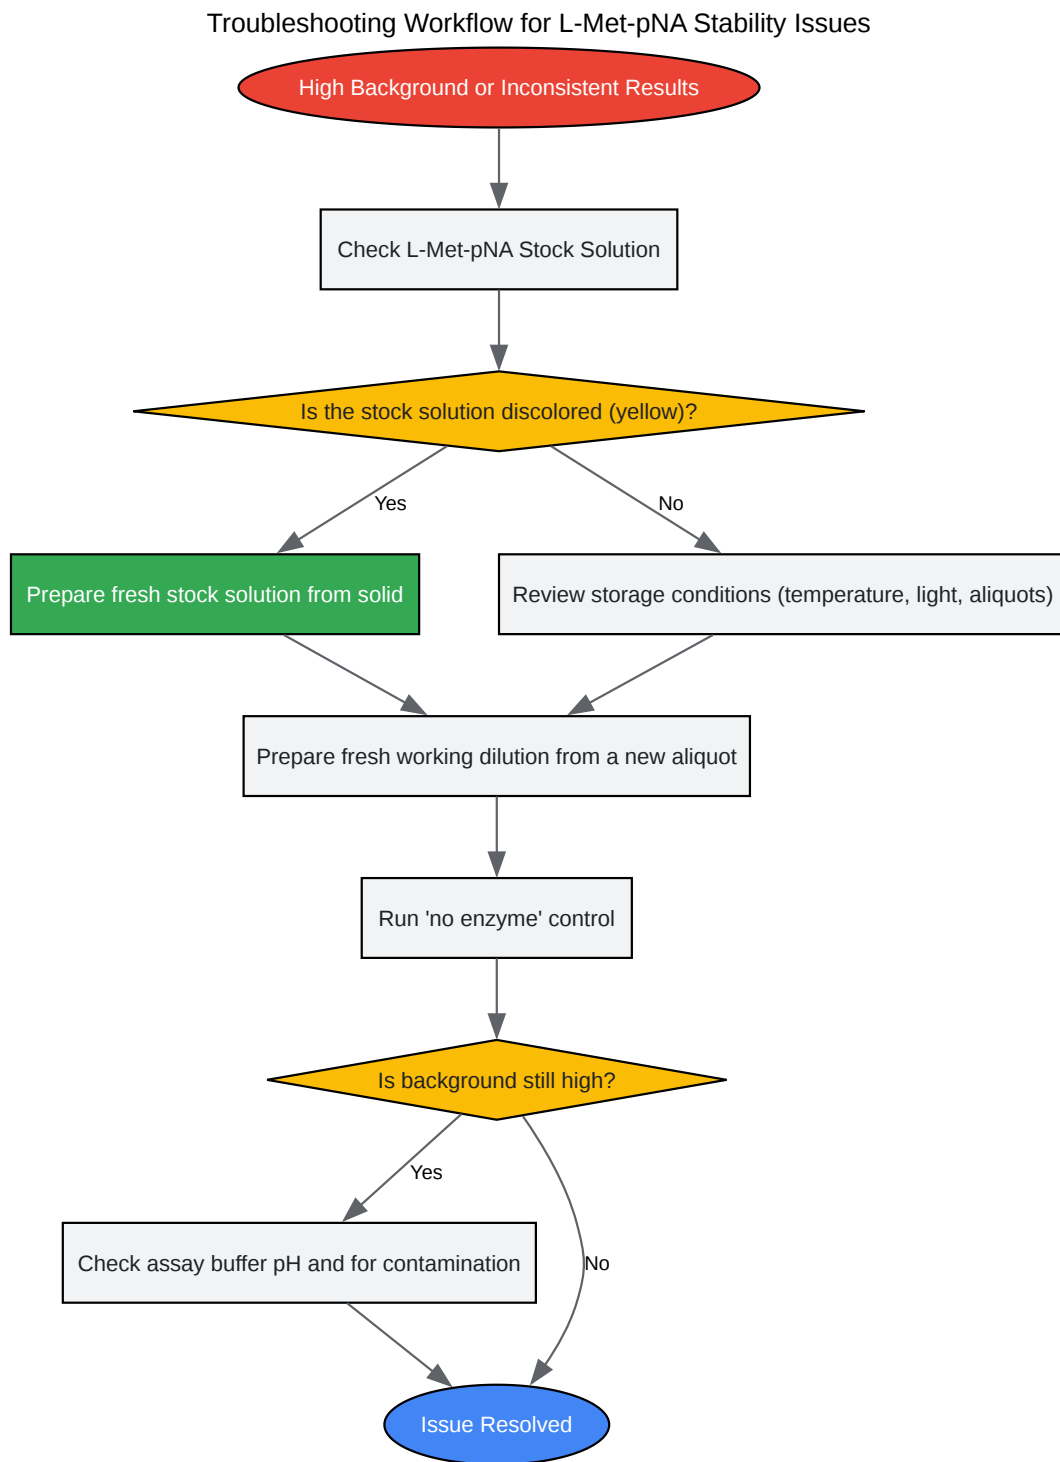 Troubleshooting Workflow for L-Met-pNA Stability Issues
High Background or Inconsistent Results
Check L-Met-pNA Stock Solution
Is the stock solution discolored (yellow)?
Yes
No
Prepare fresh stock solution from solid
Review storage conditions (temperature, light, aliquots)
Prepare fresh working dilution from a new aliquot
Run 'no enzyme' control
Is background still high?
Yes
Check assay buffer pH and for contamination
No
Issue Resolved